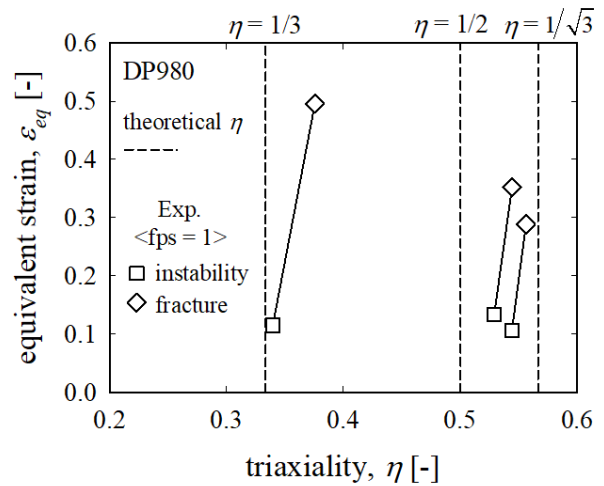 η = 1/3
η = 1/2
η = 1/√3
0.6
0.5
0.4
0.3
0.2
0.1
0.0
equivalent strain, ε_eq [-]
DP980
theoretical η
Exp.
<fps = 1>
instability
fracture
0.2
0.3
0.4
0.5
0.6
triaxiality, η [-]